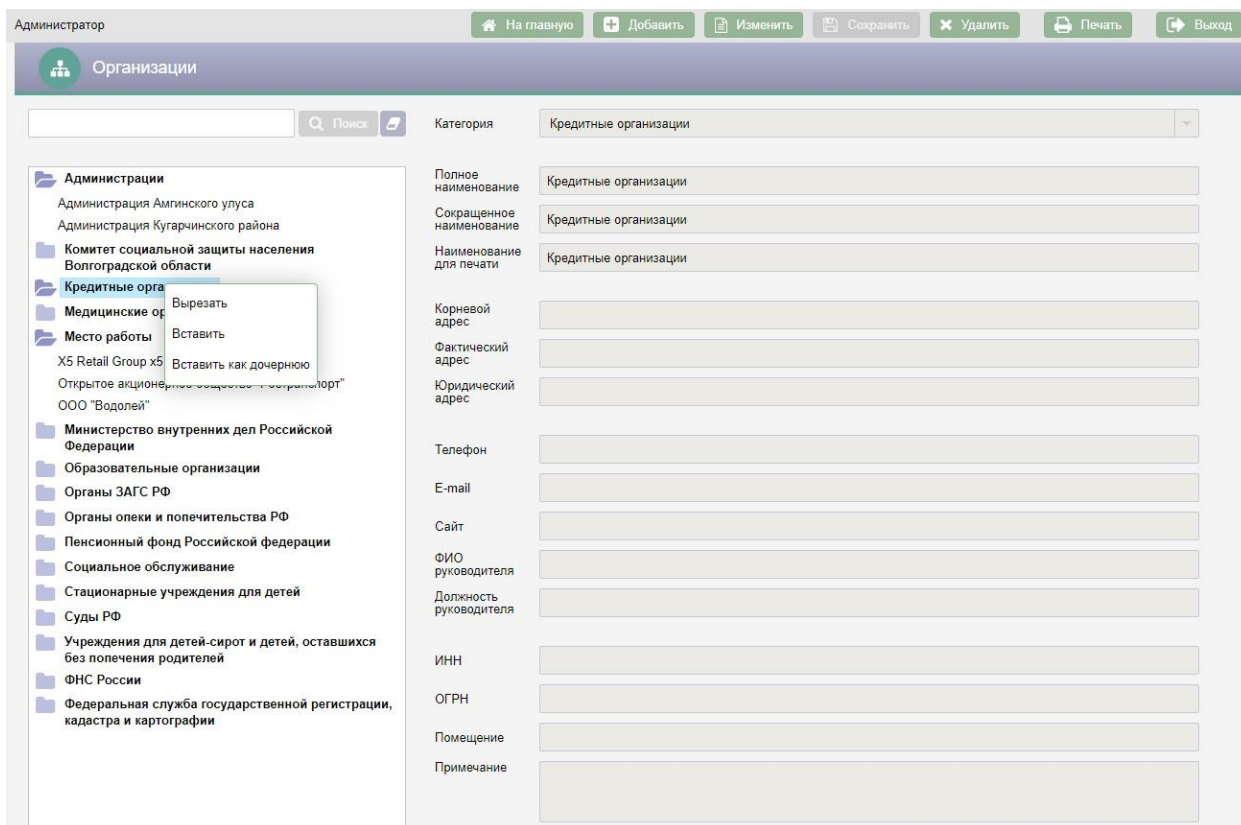 Администратор
На главную
Добавить
Изменить
Сохранить
Удалить
Печать
Выход
Организации
Поиск
Администрации
Администрация Амгинского улуса
Администрация Кугарчинского района
Комитет социальной защиты населения
Волгоградской области
Кредитные орга
Медицинские ор
Место работы
X5 Retail Group x5
Открытое акционерное общество "Ространспорт"
ООО "Водолей"
Министерство внутренних дел Российской
Федерации
Образовательные организации
Органы ЗАГС РФ
Органы опеки и попечительства РФ
Пенсионный фонд Российской федерации
Социальное обслуживание
Стационарные учреждения для детей
Суды РФ
Учреждения для детей-сирот и детей, оставшихся
без попечения родителей
ФНС России
Федеральная служба государственной регистрации,
кадастра и картографии
Вырезать
Вставить
Вставить как дочернюю
Категория
Кредитные организации
Полное
наименование
Кредитные организации
Сокращенное
наименование
Кредитные организации
Наименование
для печати
Кредитные организации
Корневой
адрес
Фактический
адрес
Юридический
адрес
Телефон
E-mail
Сайт
ФИО
руководителя
Должность
руководителя
ИНН
ОГРН
Помещение
Примечание